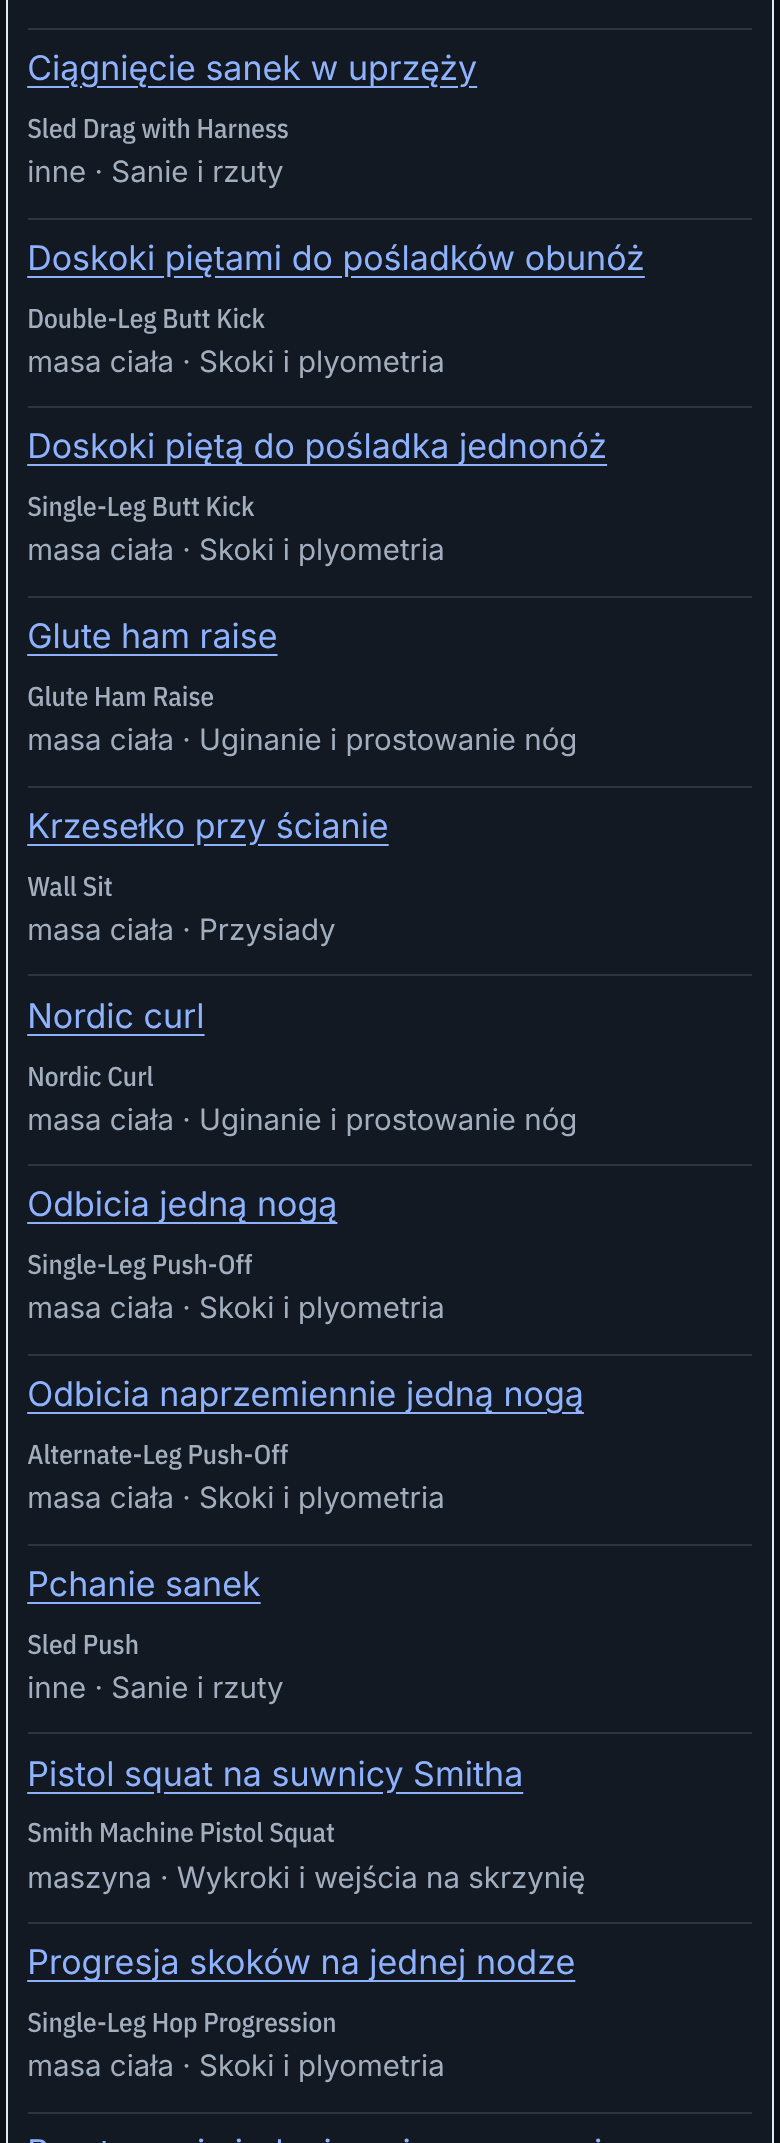 Ciągnięcie sanek w uprzęży
Sled Drag with Harness
inne · Sanie i rzuty
Doskoki piętami do pośladków obunóż
Double-Leg Butt Kick
masa ciała · Skoki i plyometria
Doskoki piętą do pośladka jednonóż
Single-Leg Butt Kick
masa ciała · Skoki i plyometria
Glute ham raise
Glute Ham Raise
masa ciała · Uginanie i prostowanie nóg
Krzesełko przy ścianie
Wall Sit
masa ciała · Przysiady
Nordic curl
Nordic Curl
masa ciała · Uginanie i prostowanie nóg
Odbicia jedną nogą
Single-Leg Push-Off
masa ciała · Skoki i plyometria
Odbicia naprzemiennie jedną nogą
Alternate-Leg Push-Off
masa ciała · Skoki i plyometria
Pchanie sanek
Sled Push
inne · Sanie i rzuty
Pistol squat na suwnicy Smitha
Smith Machine Pistol Squat
maszyna · Wykroki i wejścia na skrzynię
Progresja skoków na jednej nodze
Single-Leg Hop Progression
masa ciała · Skoki i plyometria